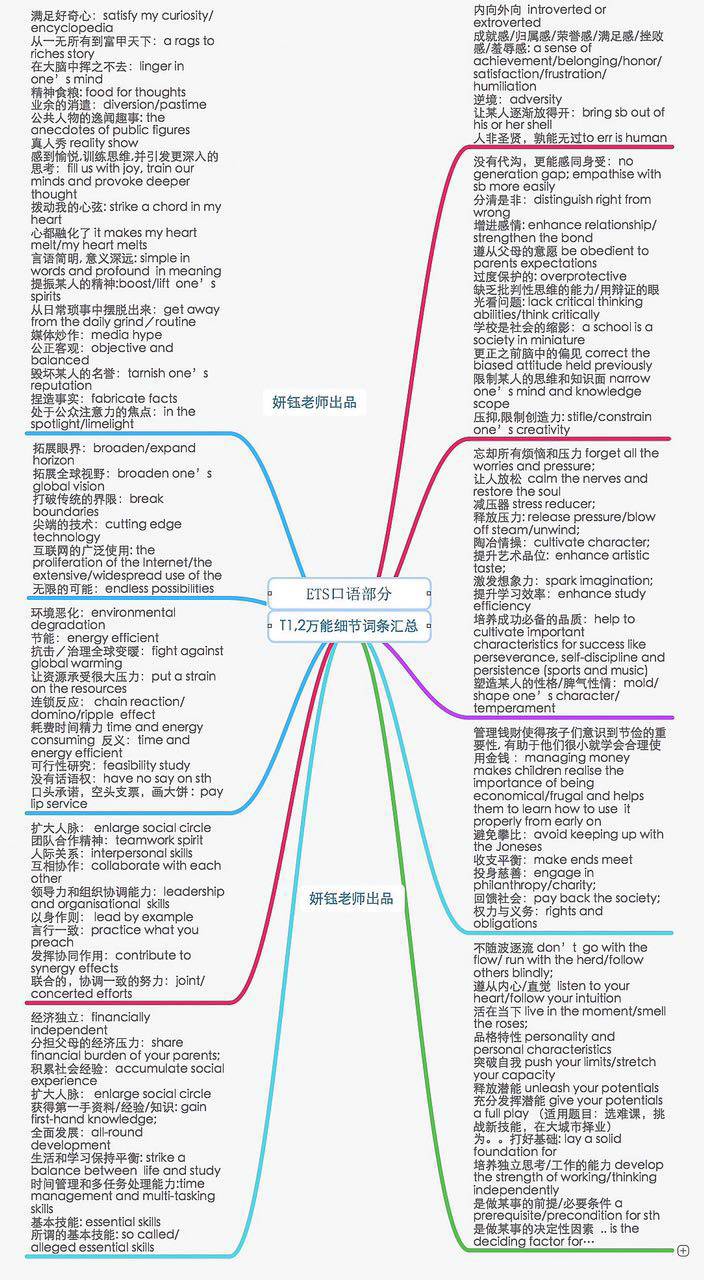 满足好奇心：satisfy my curiosity/
encyclopedia
从一无所有到富甲天下：a rags to
riches story
在大脑中挥之不去：linger in
one’s mind
精神食粮: food for thoughts
业余的消遣：diversion/pastime
公共人物的逸闻趣事: the
anecdotes of public figures
真人秀 reality show
感到愉悦,训练思维,并引发更深入的
思考：fill us with joy, train our
minds and provoke deeper
thought
拨动我的心弦: strike a chord in my
heart
心都融化了 it makes my heart
melt/my heart melts
言语简明, 意义深远: simple in
words and profound in meaning
提振某人的精神:boost/lift one’s
spirits
从日常琐事中摆脱出来：get away
from the daily grind／routine
媒体炒作：media hype
公正客观：objective and
balanced
毁坏某人的名誉：tarnish one’s
reputation
捏造事实：fabricate facts
处于公众注意力的焦点：in the
spotlight/limelight
拓展眼界：broaden/expand
horizon
拓展全球视野：broaden one’s
global vision
打破传统的界限：break
boundaries
尖端的技术：cutting edge
technology
互联网的广泛使用: the
proliferation of the Internet/the
extensive/widespread use of the
无限的可能：endless possibilities
环境恶化：environmental
degradation
节能：energy efficient
抗击／治理全球变暖：fight against
global warming
让资源承受很大压力：put a strain
on the resources
连锁反应：chain reaction/
domino/ripple effect
耗费时间精力 time and energy
consuming 反义：time and
energy efficient
可行性研究：feasibility study
没有话语权：have no say on sth
口头承诺，空头支票，画大饼：pay
lip service
扩大人脉：enlarge social circle
团队合作精神：teamwork spirit
人际关系：interpersonal skills
互相协作：collaborate with each
other
领导力和组织协调能力：leadership
and organisational skills
以身作则：lead by example
言行一致：practice what you
preach
发挥协同作用：contribute to
synergy effects
联合的，协调一致的努力：joint/
concerted efforts
经济独立：financially
independent
分担父母的经济压力：share
financial burden of your parents;
积累社会经验：accumulate social
experience
扩大人脉：enlarge social circle
获得第一手资料/经验/知识: gain
first-hand knowledge;
全面发展：all-round
development
生活和学习保持平衡: strike a
balance between life and study
时间管理和多任务处理能力:time
management and multi-tasking
skills
基本技能: essential skills
所谓的基本技能: so called/
alleged essential skills
妍钰老师出品
ETS口语部分
T1,2万能细节词条汇总
妍钰老师出品
内向外向 introverted or
extroverted
成就感/归属感/荣誉感/满足感/挫败
感/羞辱感: a sense of
achievement/belonging/honor/
satisfaction/frustration/
humiliation
逆境：adversity
让某人逐渐放得开：bring sb out of
his or her shell
人非圣贤，孰能无过to err is human
没有代沟，更能感同身受：no
generation gap; empathise with
sb more easily
分清是非：distinguish right from
wrong
增进感情: enhance relationship/
strengthen the bond
遵从父母的意愿 be obedient to
parents expectations
过度保护的: overprotective
缺乏批判性思维的能力/用辩证的眼
光看问题: lack critical thinking
abilities/think critically
学校是社会的缩影：a school is a
society in miniature
更正之前脑中的偏见 correct the
biased attitude held previously
限制某人的思维和知识面 narrow
one’s mind and knowledge
scope
压抑,限制创造力: stifle/constrain
one’s creativity
忘却所有烦恼和压力 forget all the
worries and pressure;
让人放松 calm the nerves and
restore the soul
减压器 stress reducer;
释放压力: release pressure/blow
off steam/unwind;
陶冶情操：cultivate character;
提升艺术品位: enhance artistic
taste;
激发想象力：spark imagination;
提升学习效率：enhance study
efficiency
培养成功必备的品质：help to
cultivate important
characteristics for success like
perseverance, self-discipline and
persistence (sports and music)
塑造某人的性格/脾气性情：mold/
shape one’s character/
temperament
管理钱财使得孩子们意识到节俭的重
要性, 有助于他们很小就学会合理使
用金钱：managing money
makes children realise the
importance of being
economical/frugal and helps
them to learn how to use it
properly from early on
避免攀比：avoid keeping up with
the Joneses
收支平衡：make ends meet
投身慈善：engage in
philanthropy/charity;
回馈社会：pay back the society;
权力与义务：rights and
obligations
不随波逐流 don’t go with the
flow/ run with the herd/follow
others blindly;
遵从内心/直觉 listen to your
heart/follow your intuition
活在当下 live in the moment/smell
the roses;
品格特性 personality and
personal characteristics
突破自我 push your limits/stretch
your capacity
释放潜能 unleash your potentials
充分发挥潜能 give your potentials
a full play （适用题目：选难课，挑
战新技能，在大城市择业）
为。。打好基础: lay a solid
foundation for
培养独立思考/工作的能力 develop
the strength of working/thinking
independently
是做某事的前提/必要条件 a
prerequisite/precondition for sth
是做某事的决定性因素 .. is the
deciding factor for…